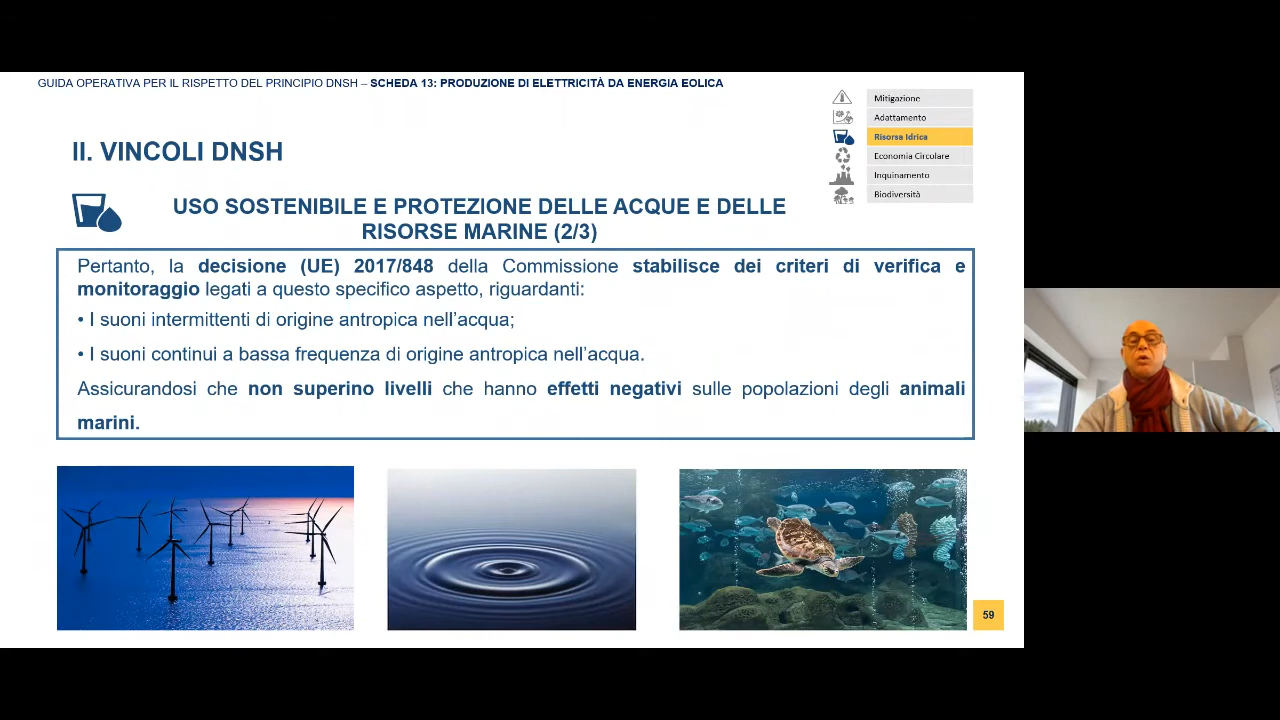 GUIDA OPERATIVA PER IL RISPETTO DEL PRINCIPIO DNSH – SCHEDA 13: PRODUZIONE DI ELETTRICITÀ DA ENERGIA EOLICA
Mitigazione
Adattamento
Risorsa Idrica
Economia Circolare
Inquinamento
Biodiversità
II. VINCOLI DNSH
USO SOSTENIBILE E PROTEZIONE DELLE ACQUE E DELLE
RISORSE MARINE (2/3)
Pertanto, la decisione (UE) 2017/848 della Commissione stabilisce dei criteri di verifica e
monitoraggio legati a questo specifico aspetto, riguardanti:
• I suoni intermittenti di origine antropica nell’acqua;
• I suoni continui a bassa frequenza di origine antropica nell’acqua.
Assicurandosi che non superino livelli che hanno effetti negativi sulle popolazioni degli animali
marini.
59